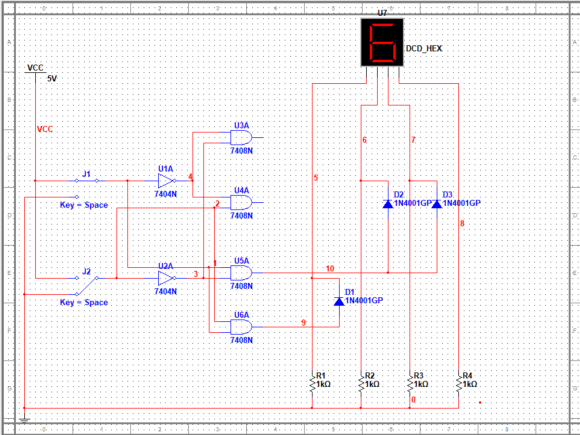 U7
DCD_HEX
VCC
5V
VCC
U3A
7408N
6
7
J1
U1A
4
7404N
5
U4A
7408N
2
D2
1N4001GP
D3
1N4001GP
Key = Space
8
J2
U2A
3
7404N
1
U5A
7408N
10
Key = Space
D1
1N4001GP
U6A
7408N
9
R1
1kΩ
R2
1kΩ
R3
1kΩ
R4
1kΩ
0